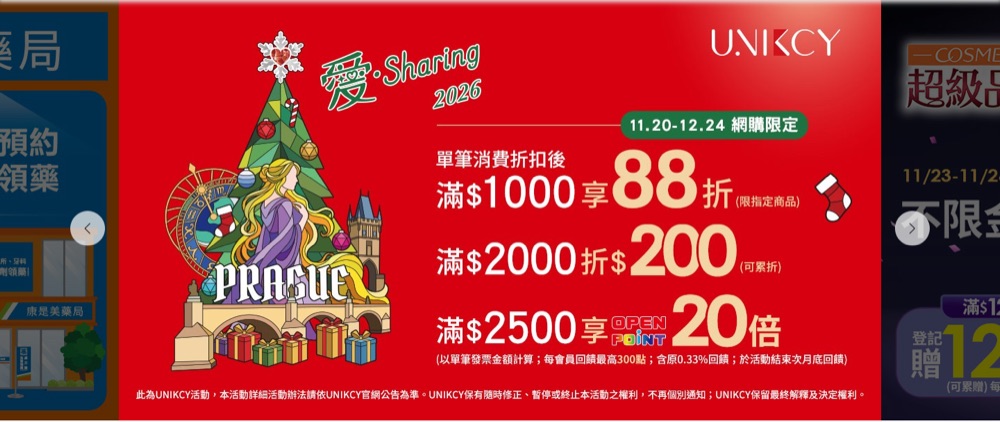 藥局
預約
領藥
康是美藥局
愛·Sharing
2026
PRAGUE
UNIKCY
11.20-12.24 網購限定
單筆消費折扣後
滿$1000享88折(限指定商品)
滿$2000折$200(可累折)
滿$2500享OPEN POINT 20倍
(以單筆發票金額計算；每會員回饋最高300點；含原0.33%回饋；於活動結束次月底回饋)
此為UNIKCY活動，本活動詳細活動辦法請依UNIKCY官網公告為準。UNIKCY保有隨時修正、暫停或終止本活動之權利，不再個別通知；UNIKCY保留最終解釋及決定權利。
COSME
超級品
11/23-11/2
不限金
滿$12
登記
贈12
(可累贈)每